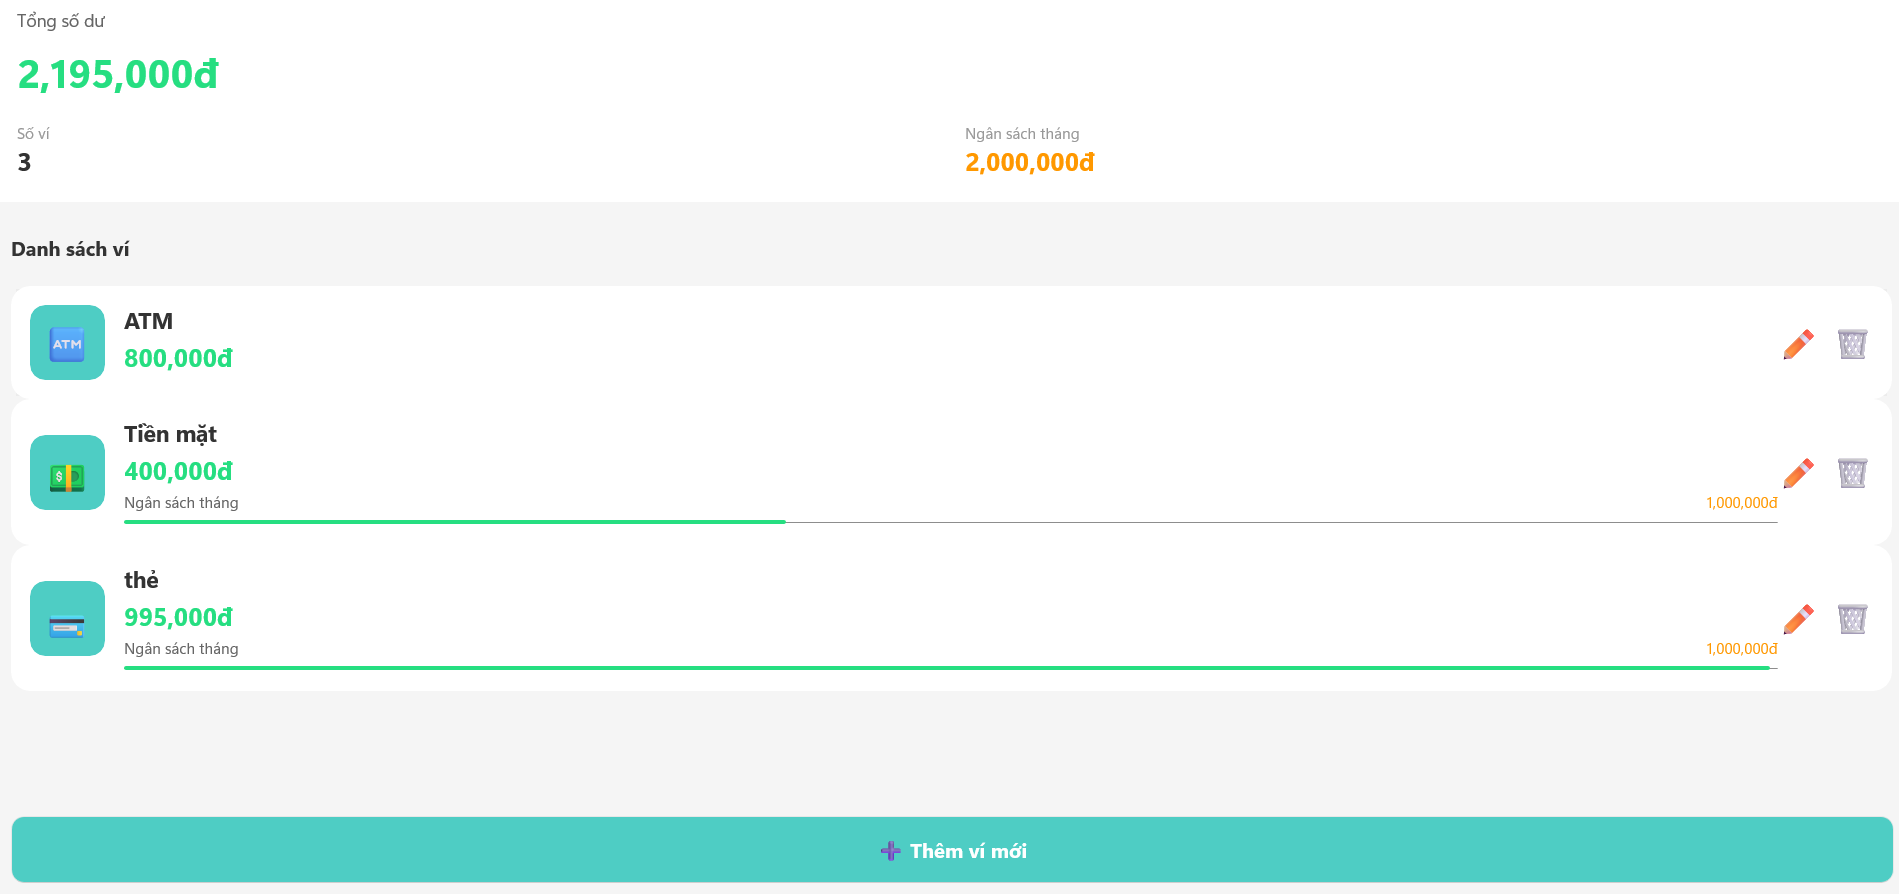 Tổng số dư
2,195,000đ
Số ví
3
Ngân sách tháng
2,000,000đ
Danh sách ví
ATM
ATM
800,000đ
Tiền mặt
400,000đ
Ngân sách tháng
1,000,000đ
thẻ
995,000đ
Ngân sách tháng
1,000,000đ
Thêm ví mới